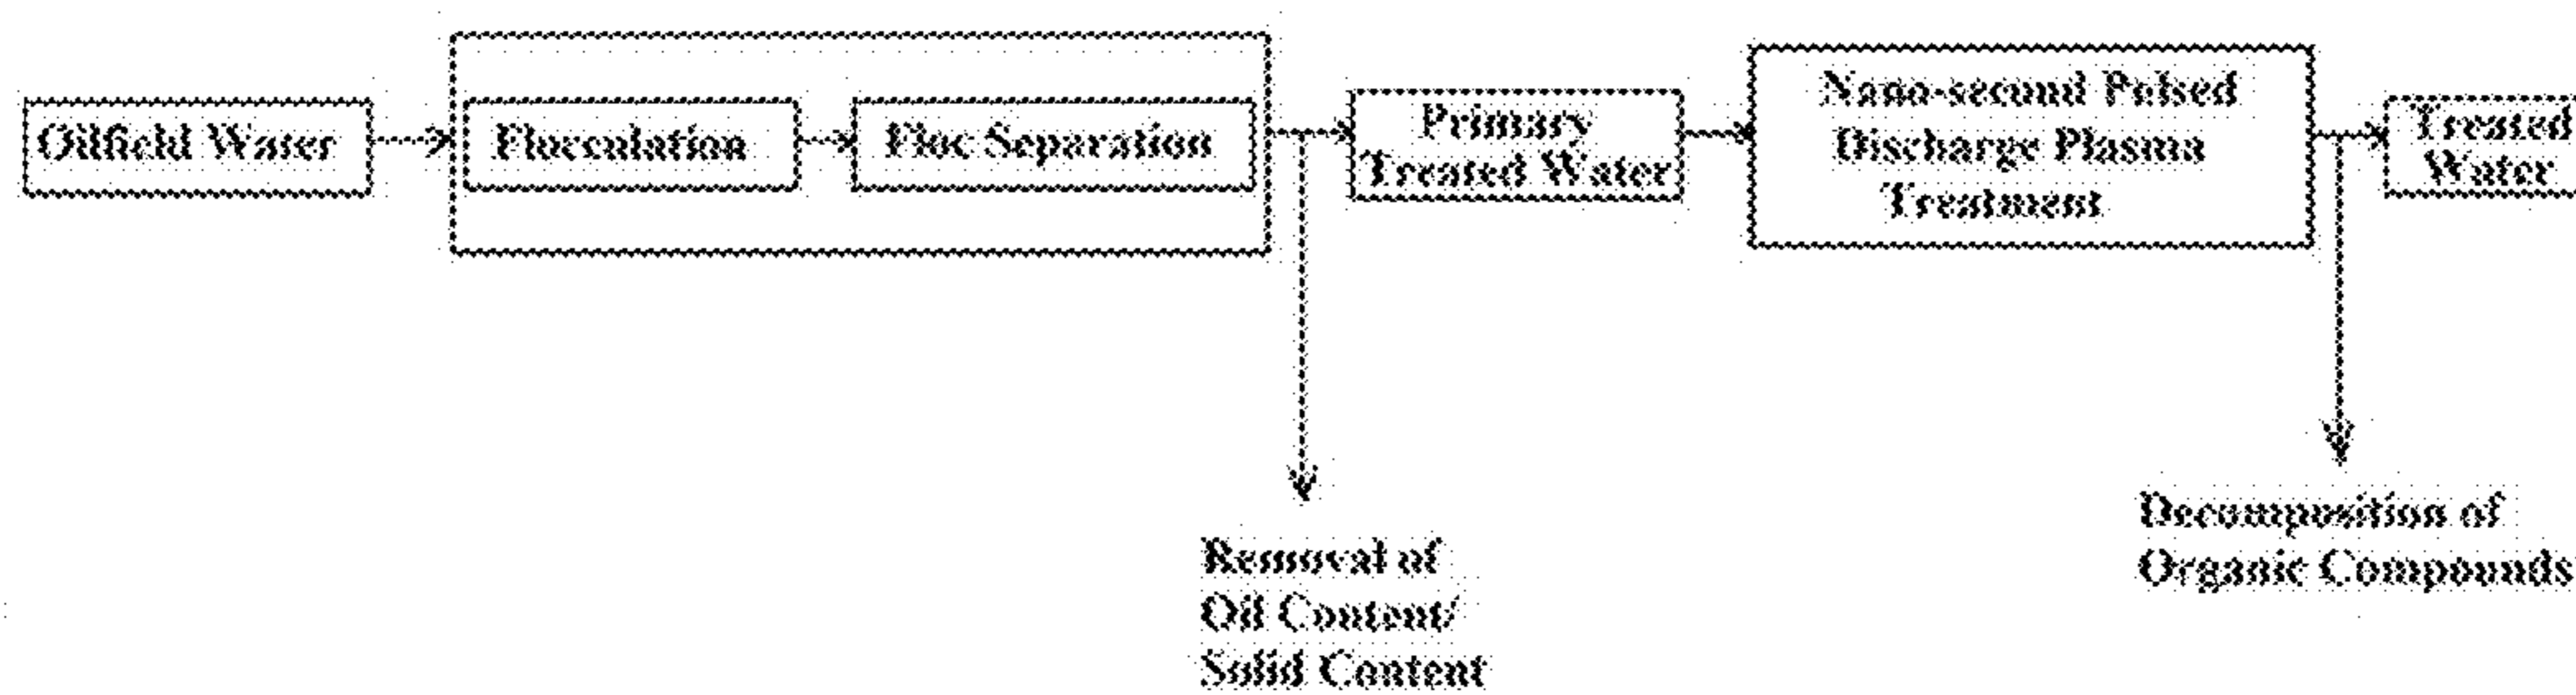 Oilfield Water
Flocculation
Floc Separation
Primary
Treated Water
Nano-second Pulsed
Discharge Plasma
Treatment
Treated
Water
Removal of
Oil Content/
Solid Content
Decomposition of
Organic Compounds